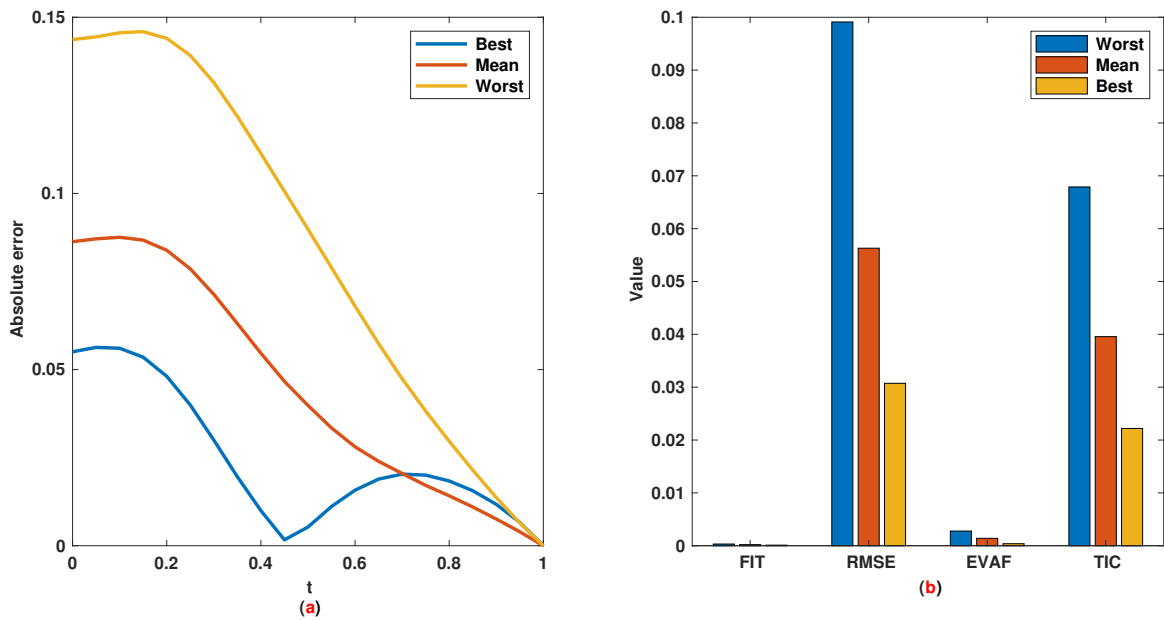 0.15
0.1
0.05
0
Absolute error
Best
Mean
Worst
0 0.2 0.4 0.6 0.8 1
t
(a)
0.1
0.09
0.08
0.07
0.06
0.05
0.04
0.03
0.02
0.01
0
Value
Worst
Mean
Best
FIT RMSE EVAF TIC
(b)